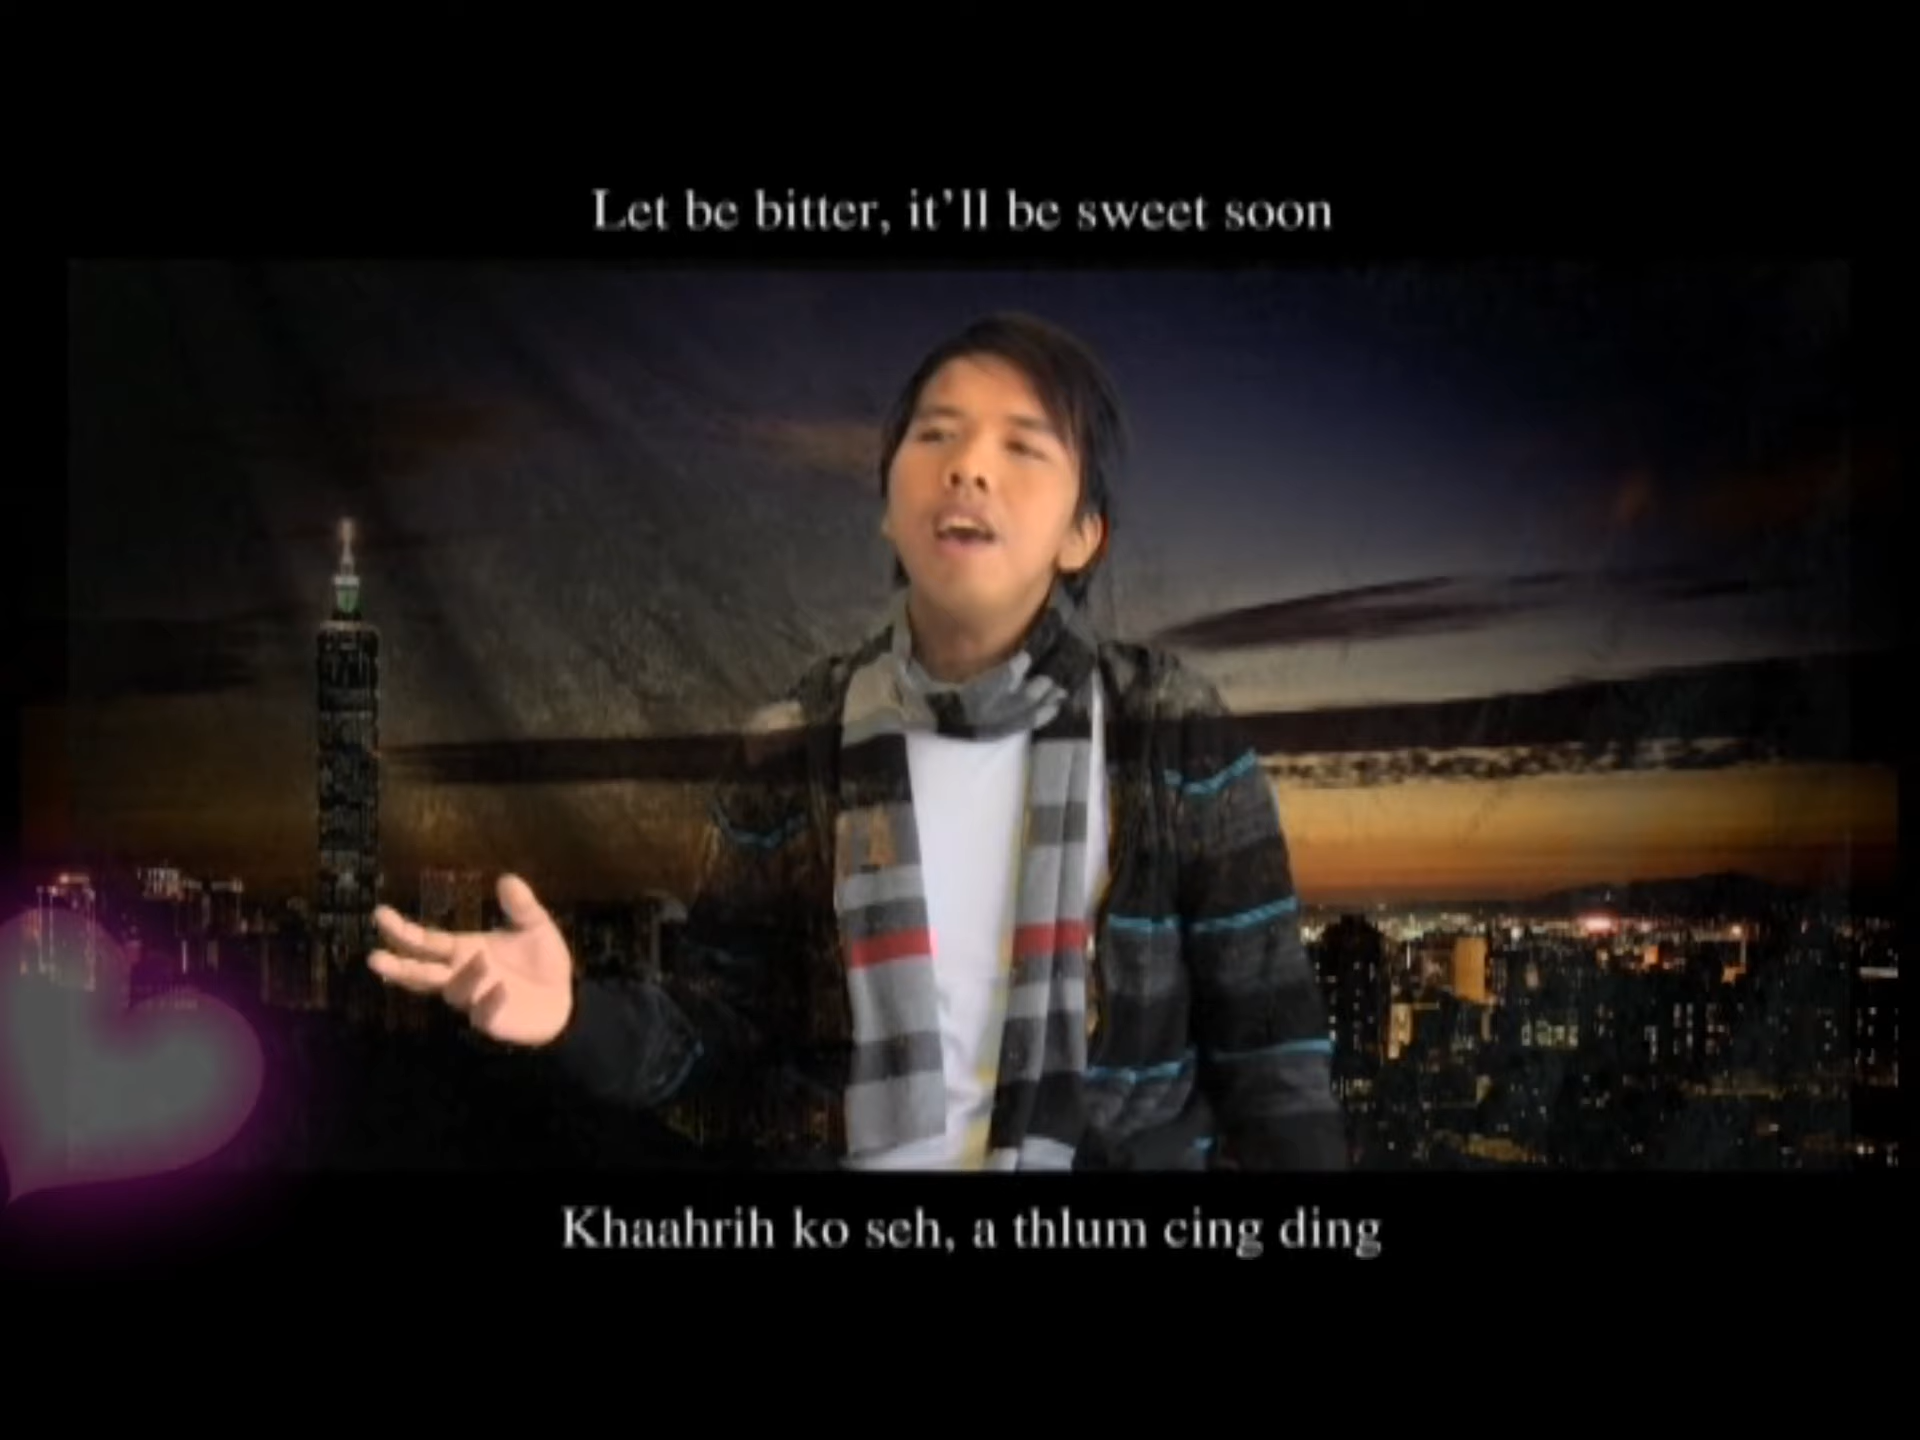 Let be bitter, it'll be sweet soon
Khaahrih ko seh, a thlum cing ding